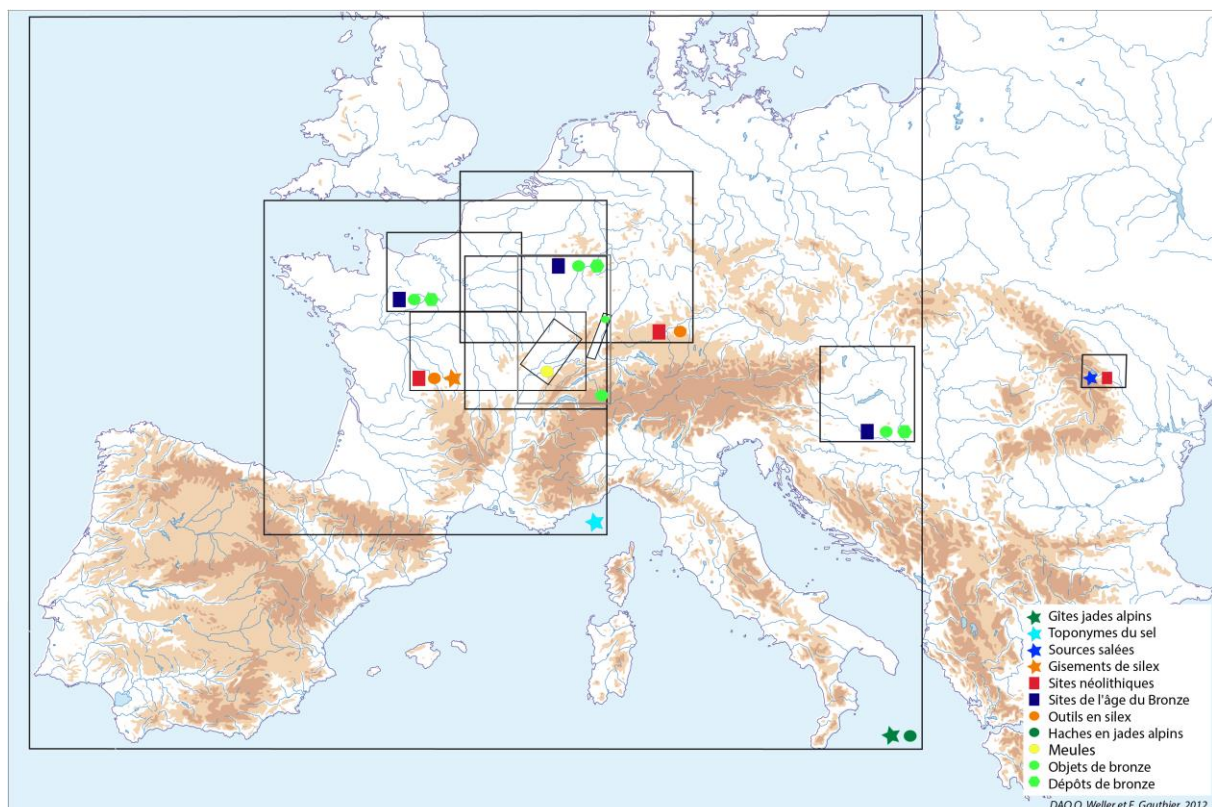 Gîtes jades alpins
Toponymes du sel
Sources salées
Gisements de silex
Sites néolithiques
Sites de l'âge du Bronze
Outils en silex
Haches en jades alpins
Meules
Objets de bronze
Dépôts de bronze
DAO O. Weller et E. Gauthier, 2012